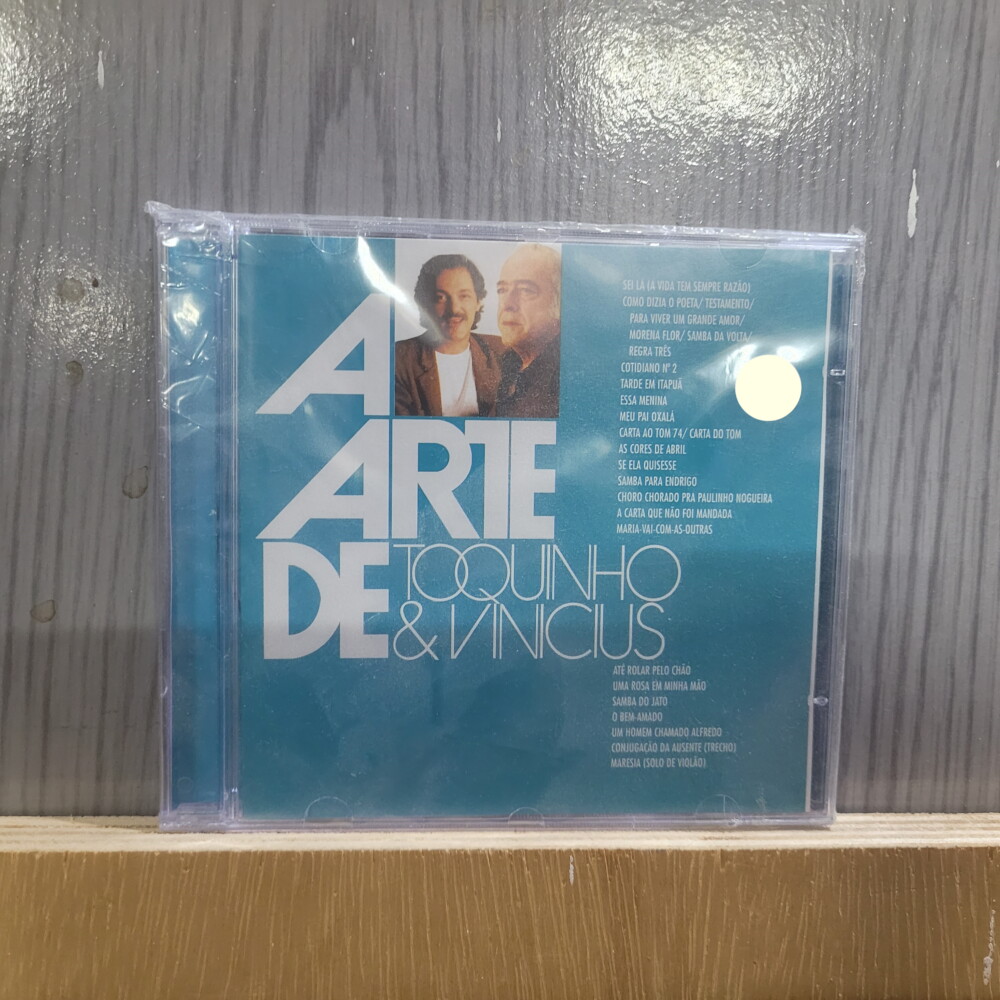 A
ARTE
DE TOQUINHO
& VINICIUS
SEI LÁ (A VIDA TEM SEMPRE RAZÃO)
COMO DIZIA O POETA/ TESTAMENTO/
PARA VIVER UM GRANDE AMOR/
MORENA FLOR/ SAMBA DA VOLTA/
REGRA TRÊS
COTIDIANO Nº 2
TARDE EM ITAPUÃ
ESSA MENINA
MEU PAI OXALÁ
CARTA AO TOM 74/ CARTA DO TOM
AS CORES DE ABRIL
SE ELA QUISESSE
SAMBA PARA ENDRIGO
CHORO CHORADO PRA PAULINHO NOGUEIRA
A CARTA QUE NÃO FOI MANDADA
MARIA-VAI-COM-AS-OUTRAS
ATÉ ROLAR PELO CHÃO
UMA ROSA EM MINHA MÃO
SAMBA DO JATO
O BEM-AMADO
UM HOMEM CHAMADO ALFREDO
CONJUGAÇÃO DA AUSENTE (TRECHO)
MARESIA (SOLO DE VIOLÃO)